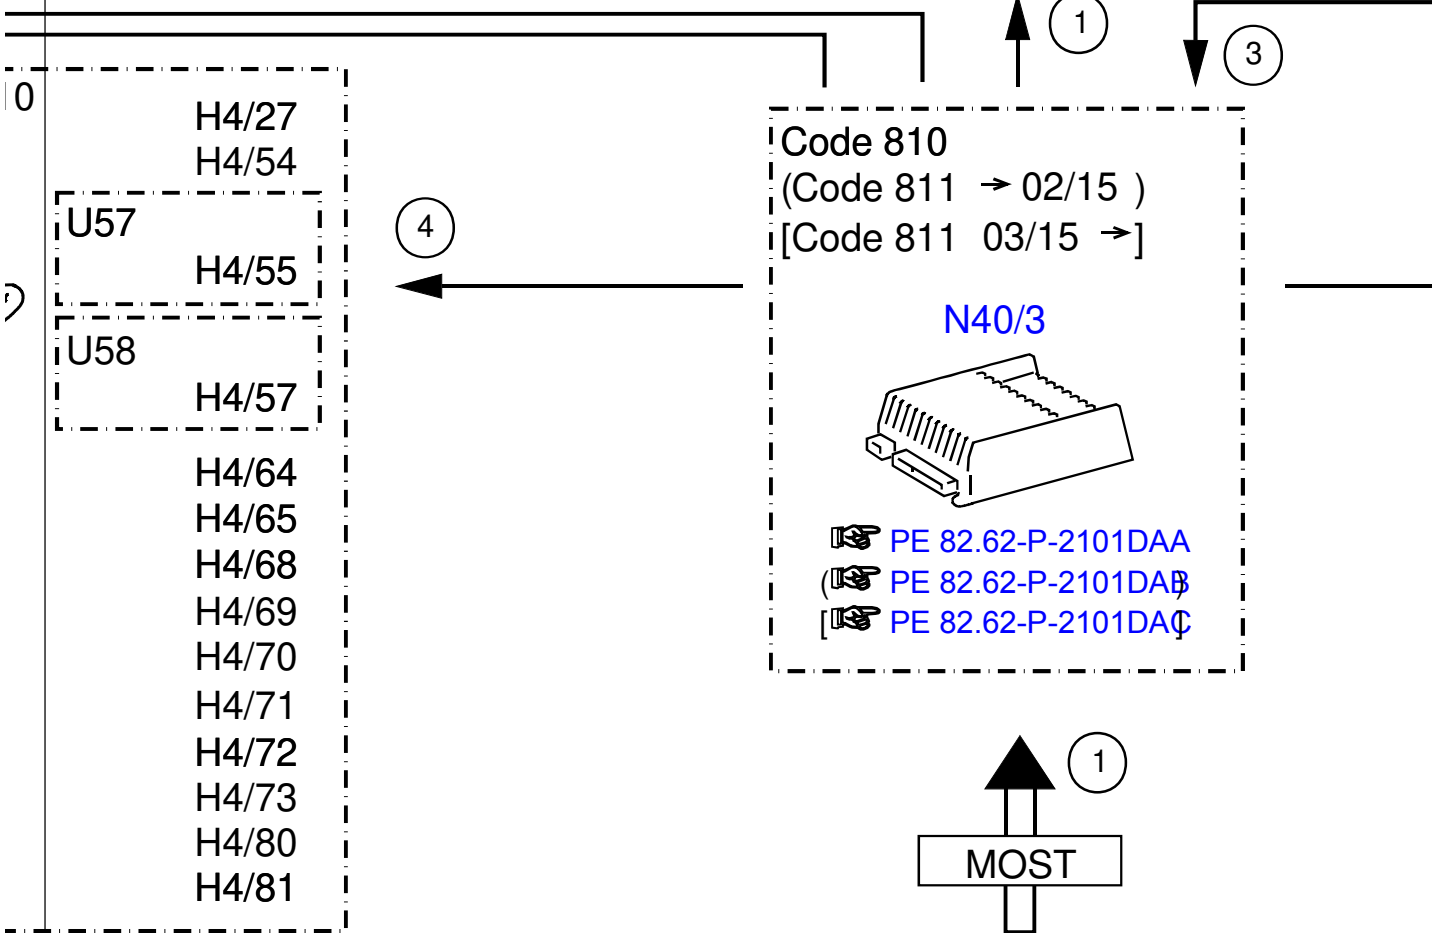 1
3
10
H4/27
H4/54
U57
H4/55
U58
H4/57
H4/64
H4/65
H4/68
H4/69
H4/70
H4/71
H4/72
H4/73
H4/80
H4/81
4
Code 810
(Code 811 → 02/15 )
[Code 811 03/15 →]
N40/3
PE 82.62-P-2101DAA
( PE 82.62-P-2101DAB)
[ PE 82.62-P-2101DAC]
1
MOST